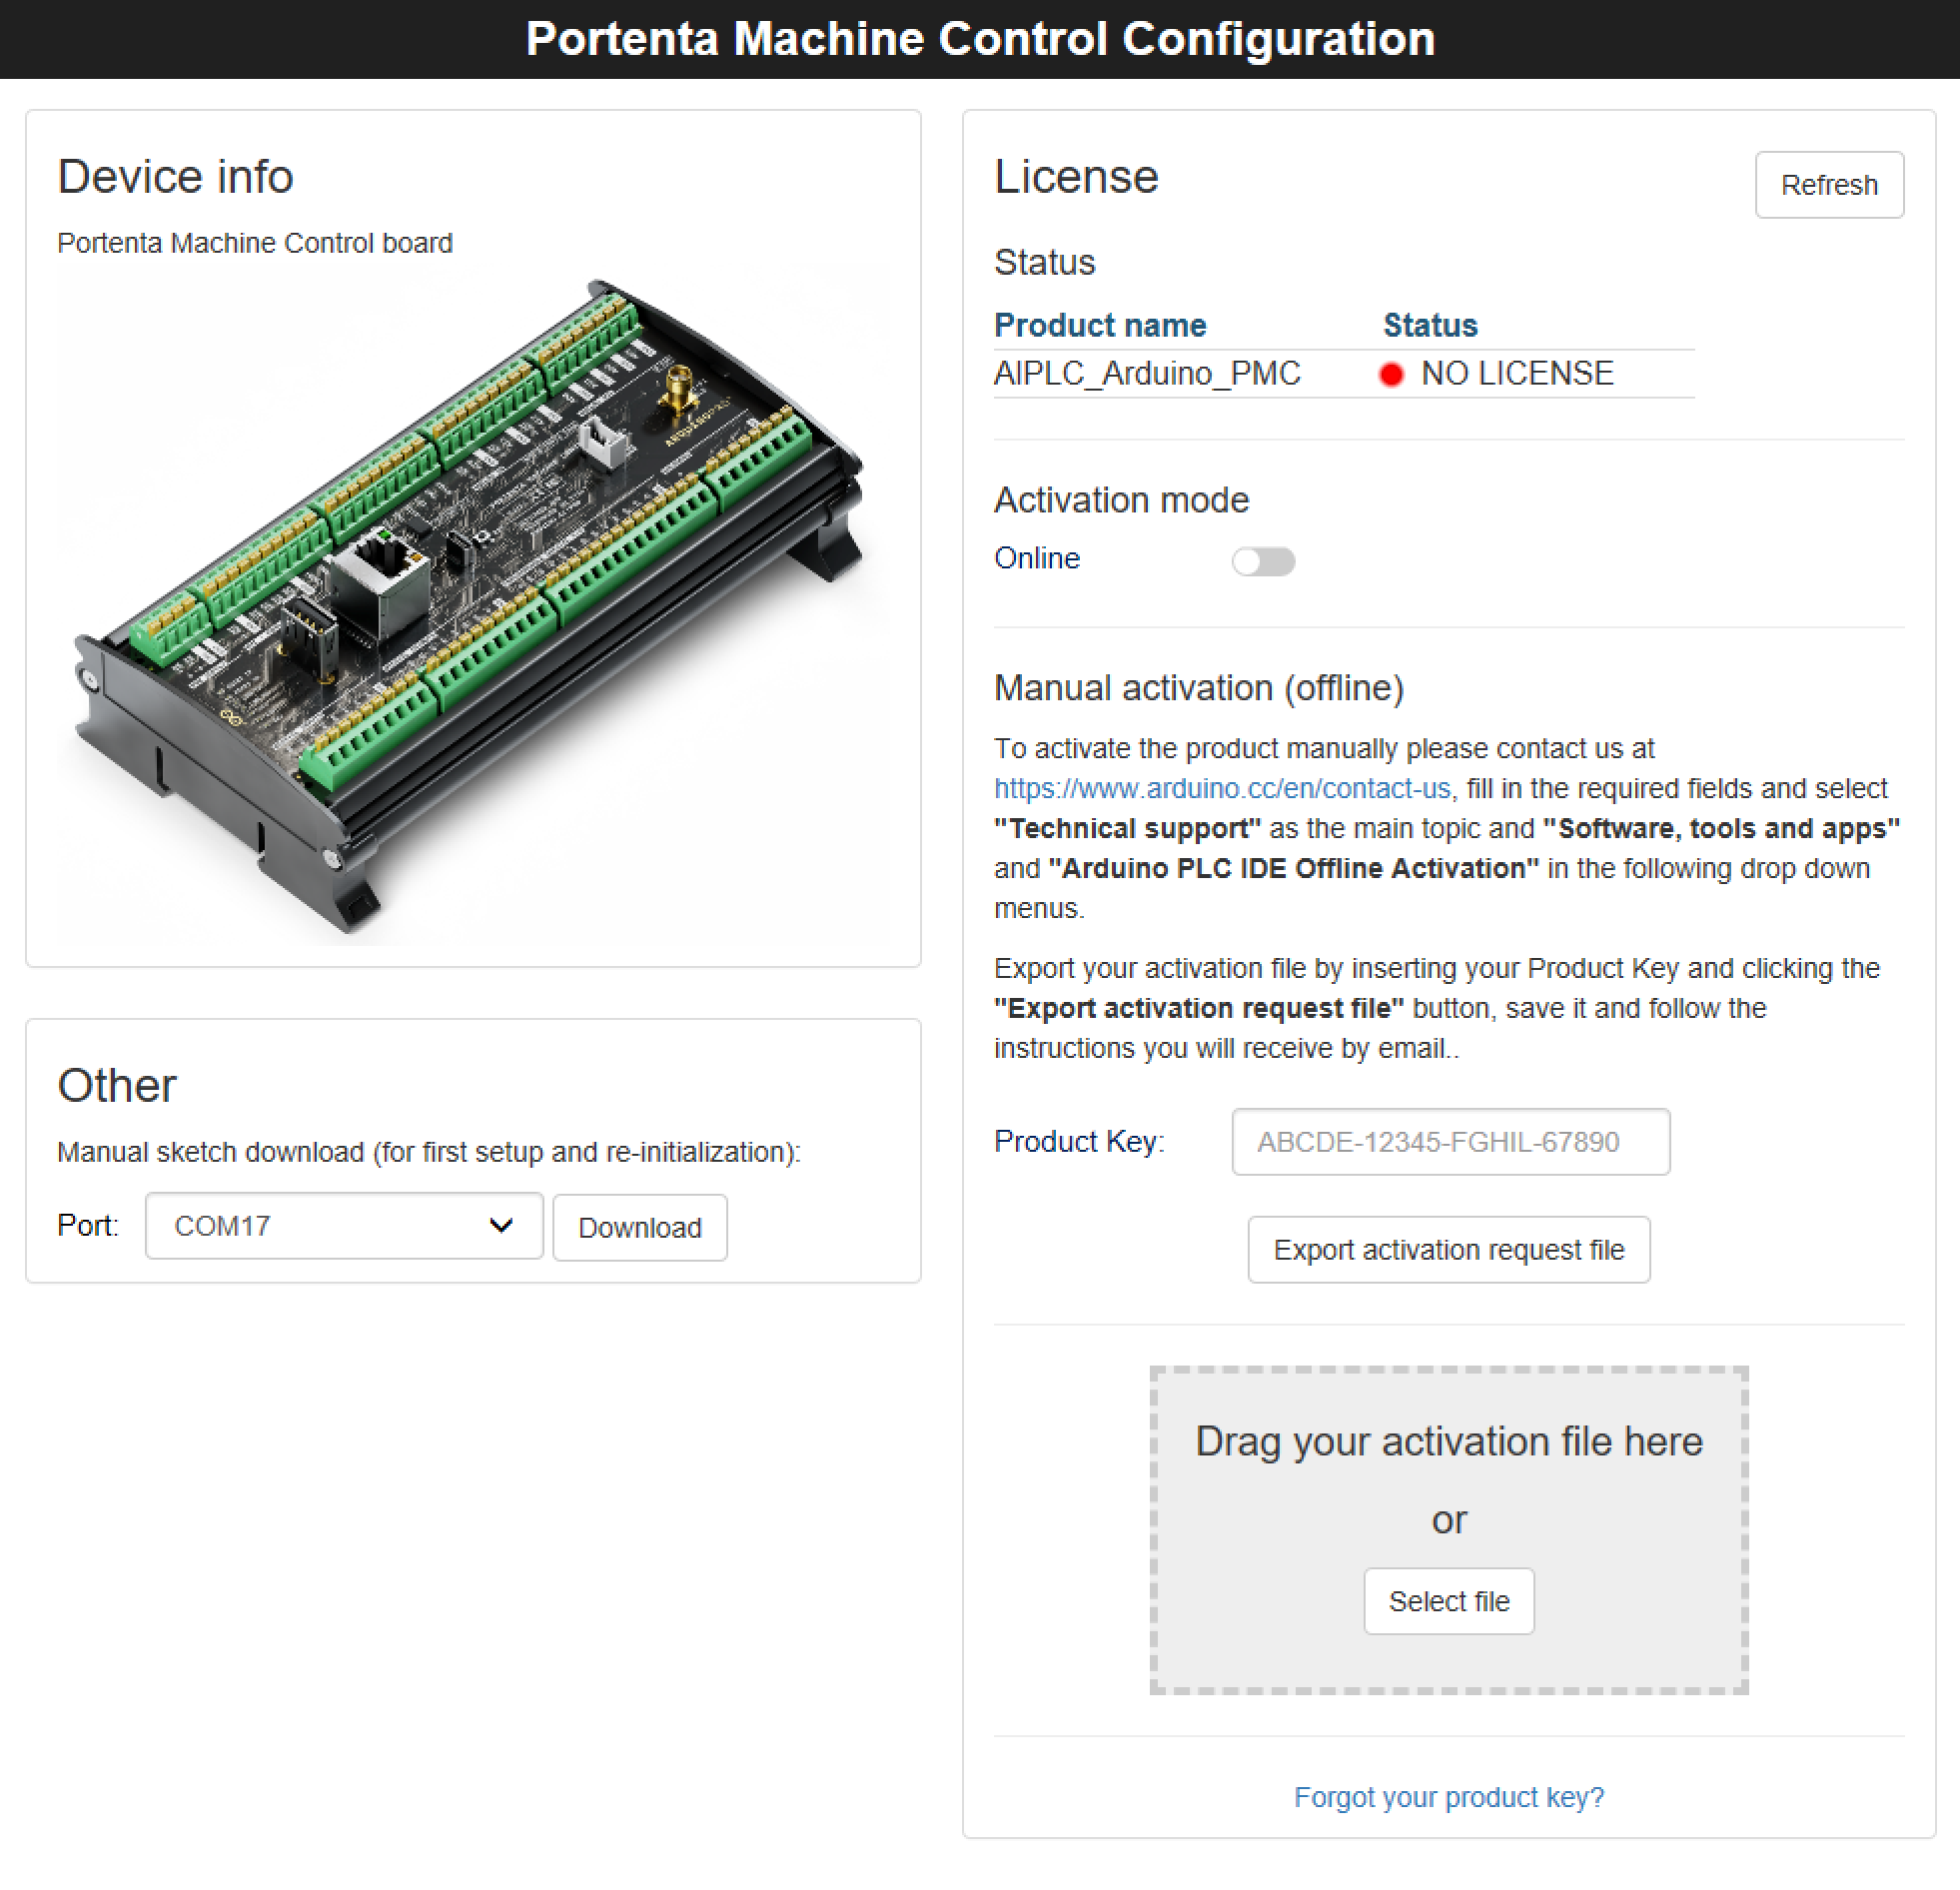 Portenta Machine Control Configuration
Device info
Portenta Machine Control board
Other
Manual sketch download (for first setup and re-initialization):
Port: COM17 Download
License
Refresh
Status
Product name Status
AIPLC_Arduino_PMC NO LICENSE
Activation mode
Online
Manual activation (offline)
To activate the product manually please contact us at
https://www.arduino.cc/en/contact-us, fill in the required fields and select
"Technical support" as the main topic and "Software, tools and apps"
and "Arduino PLC IDE Offline Activation" in the following drop down
menus.
Export your activation file by inserting your Product Key and clicking the
"Export activation request file" button, save it and follow the
instructions you will receive by email..
Product Key: ABCDE-12345-FGHIL-67890
Export activation request file
Drag your activation file here
or
Select file
Forgot your product key?